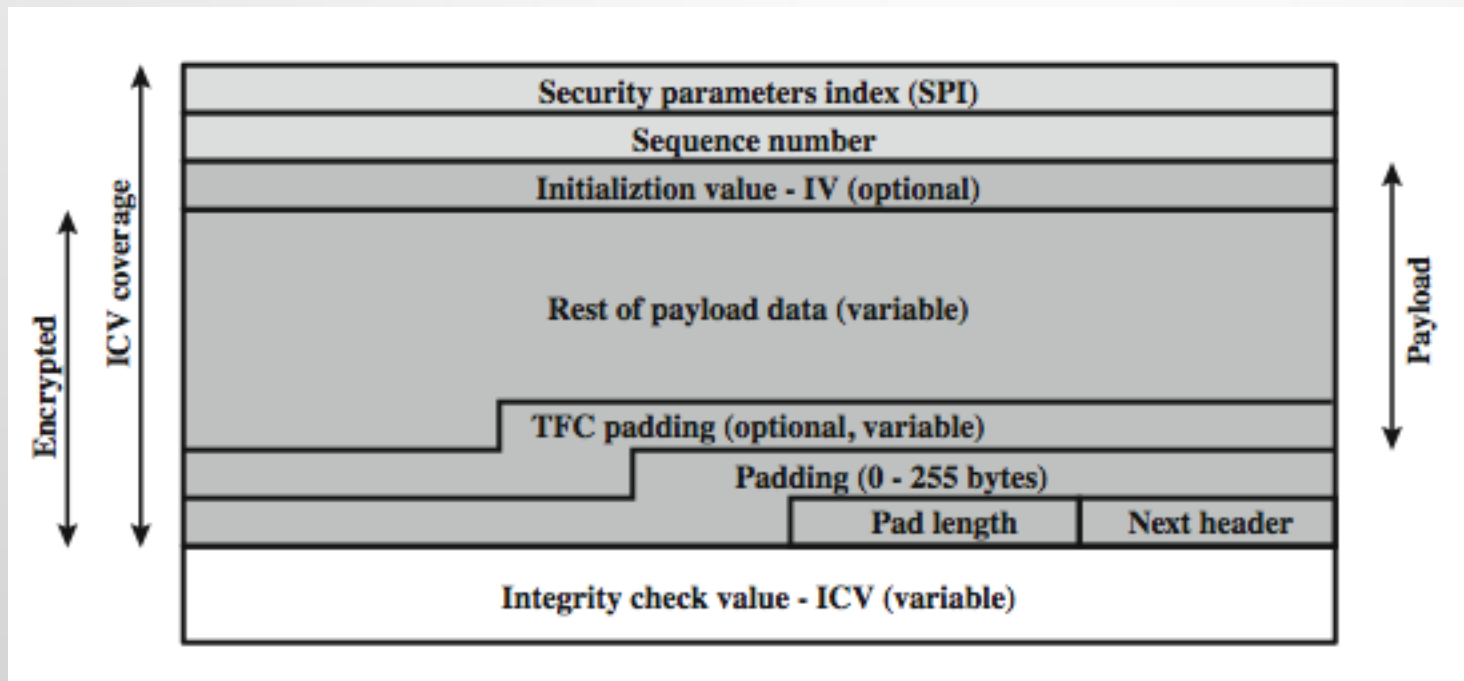 Security parameters index (SPI)
Sequence number
Initializtion value - IV (optional)
Rest of payload data (variable)
TFC padding (optional, variable)
Padding (0 - 255 bytes)
Pad length
Next header
Integrity check value - ICV (variable)
Encrypted
ICV coverage
Payload